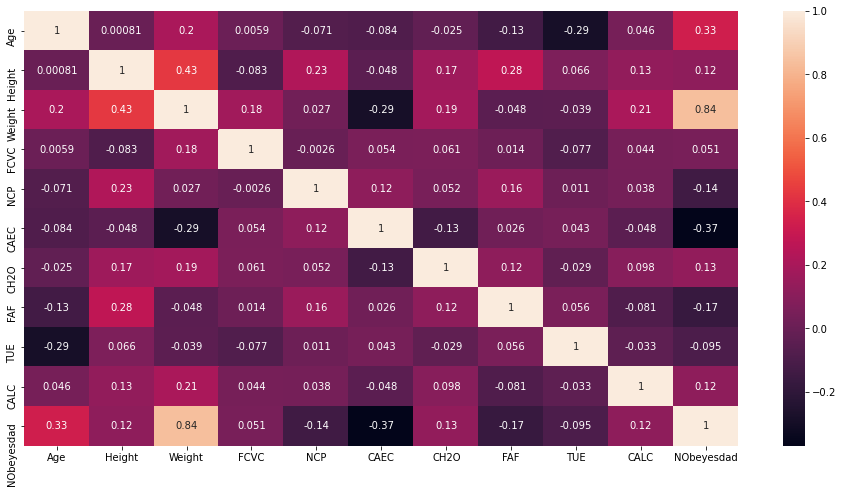 Age 1 0.00081 0.2 0.0059 -0.071 -0.084 -0.025 -0.13 -0.29 0.046 0.33
Height 0.00081 1 0.43 -0.083 0.23 -0.048 0.17 0.28 0.066 0.13 0.12
Weight 0.2 0.43 1 0.18 0.027 -0.29 0.19 -0.048 -0.039 0.21 0.84
FCVC 0.0059 -0.083 0.18 1 -0.0026 0.054 0.061 0.014 -0.077 0.044 0.051
NCP -0.071 0.23 0.027 -0.0026 1 0.12 0.052 0.16 0.011 0.038 -0.14
CAEC -0.084 -0.048 -0.29 0.054 0.12 1 -0.13 0.026 0.043 -0.048 -0.37
CH2O -0.025 0.17 0.19 0.061 0.052 -0.13 1 0.12 -0.029 0.098 0.13
FAF -0.13 0.28 -0.048 0.014 0.16 0.026 0.12 1 0.056 -0.081 -0.17
TUE -0.29 0.066 -0.039 -0.077 0.011 0.043 -0.029 0.056 1 -0.033 -0.095
CALC 0.046 0.13 0.21 0.044 0.038 -0.048 0.098 -0.081 -0.033 1 0.12
NObeyesdad 0.33 0.12 0.84 0.051 -0.14 -0.37 0.13 -0.17 -0.095 0.12 1
Age Height Weight FCVC NCP CAEC CH2O FAF TUE CALC NObeyesdad
1.0
0.8
0.6
0.4
0.2
0.0
-0.2